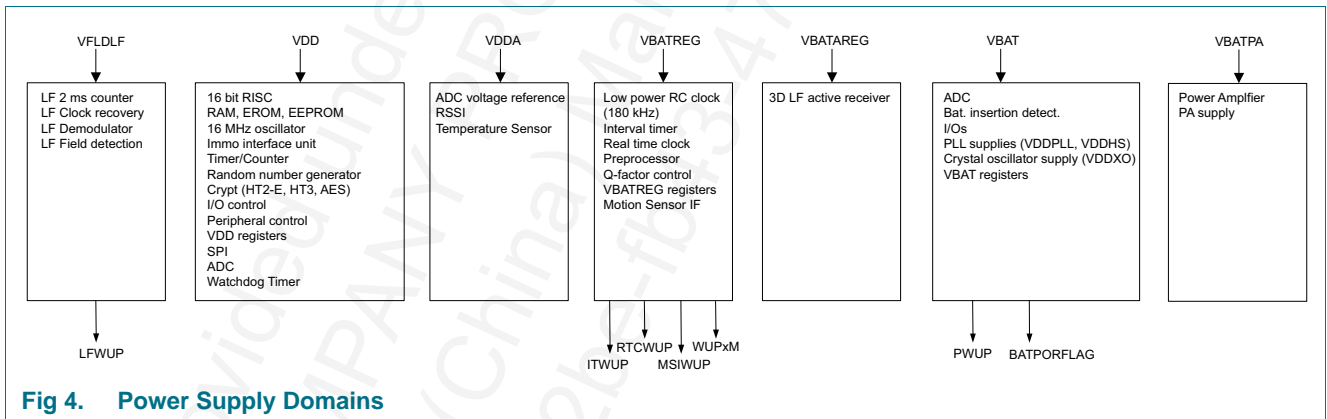 VFLDLF
LF 2 ms counter
LF Clock recovery
LF Demodulator
LF Field detection
LFWUP
VDD
16 bit RISC
RAM, EROM, EEPROM
16 MHz oscillator
Immo interface unit
Timer/Counter
Random number generator
Crypt (HT2-E, HT3, AES)
I/O control
Peripheral control
VDD registers
SPI
ADC
Watchdog Timer
VDDA
ADC voltage reference
RSSI
Temperature Sensor
VBATREG
Low power RC clock
(180 kHz)
Interval timer
Real time clock
Preprocessor
Q-factor control
VBATREG registers
Motion Sensor IF
ITWUP
RTCWUP
MSIWUP
WUPxM
VBATAREG
3D LF active receiver
VBAT
ADC
Bat. insertion detect.
I/Os
PLL supplies (VDDPLL, VDDHS)
Crystal oscillator supply (VDDXO)
VBAT registers
PWUP
BATPORFLAG
VBATPA
Power Amplfier
PA supply
Fig 4. Power Supply Domains